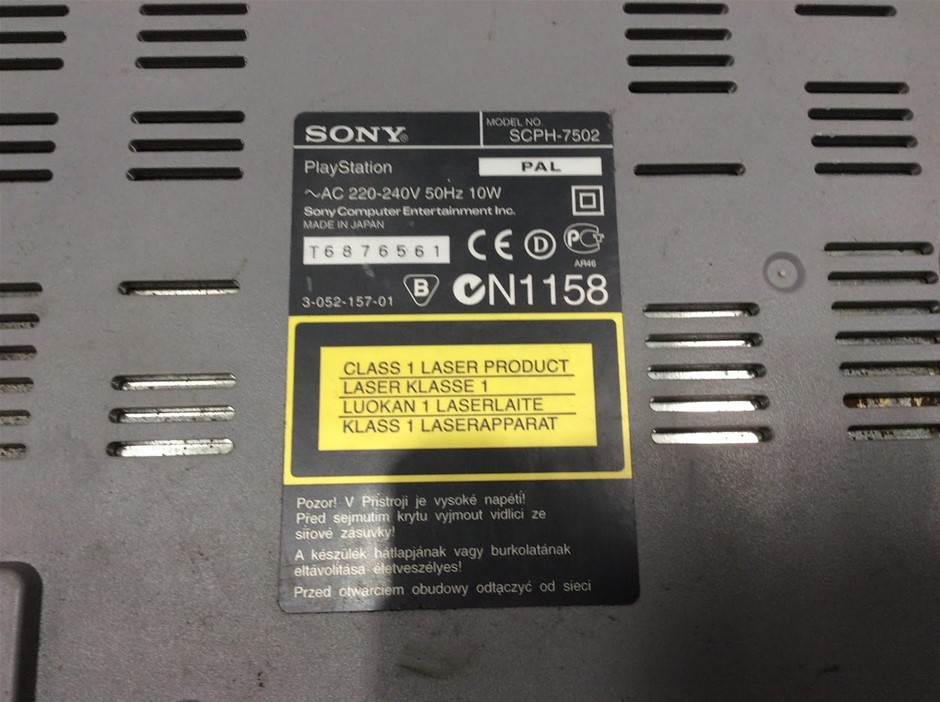 SONY®
MODEL NO.
SCPH-7502
PlayStation
PAL
~AC 220-240V 50Hz 10W
Sony Computer Entertainment Inc.
MADE IN JAPAN
T6876561
CE D PCT
AR46
3-052-157-01
B
N1158
CLASS 1 LASER PRODUCT
LASER KLASSE 1
LUOKAN 1 LASERLAITE
KLASS 1 LASERAPPARAT
Pozor! V Přístroji je vysoké napětí!
Před sejmutím krytu vyjmout vidlici ze
síťové zásuvky!
A készülék hátlapjának vagy burkolatának
eltávolitása életveszélyes!
Przed otwarciem obudowy odtączyć od sieci